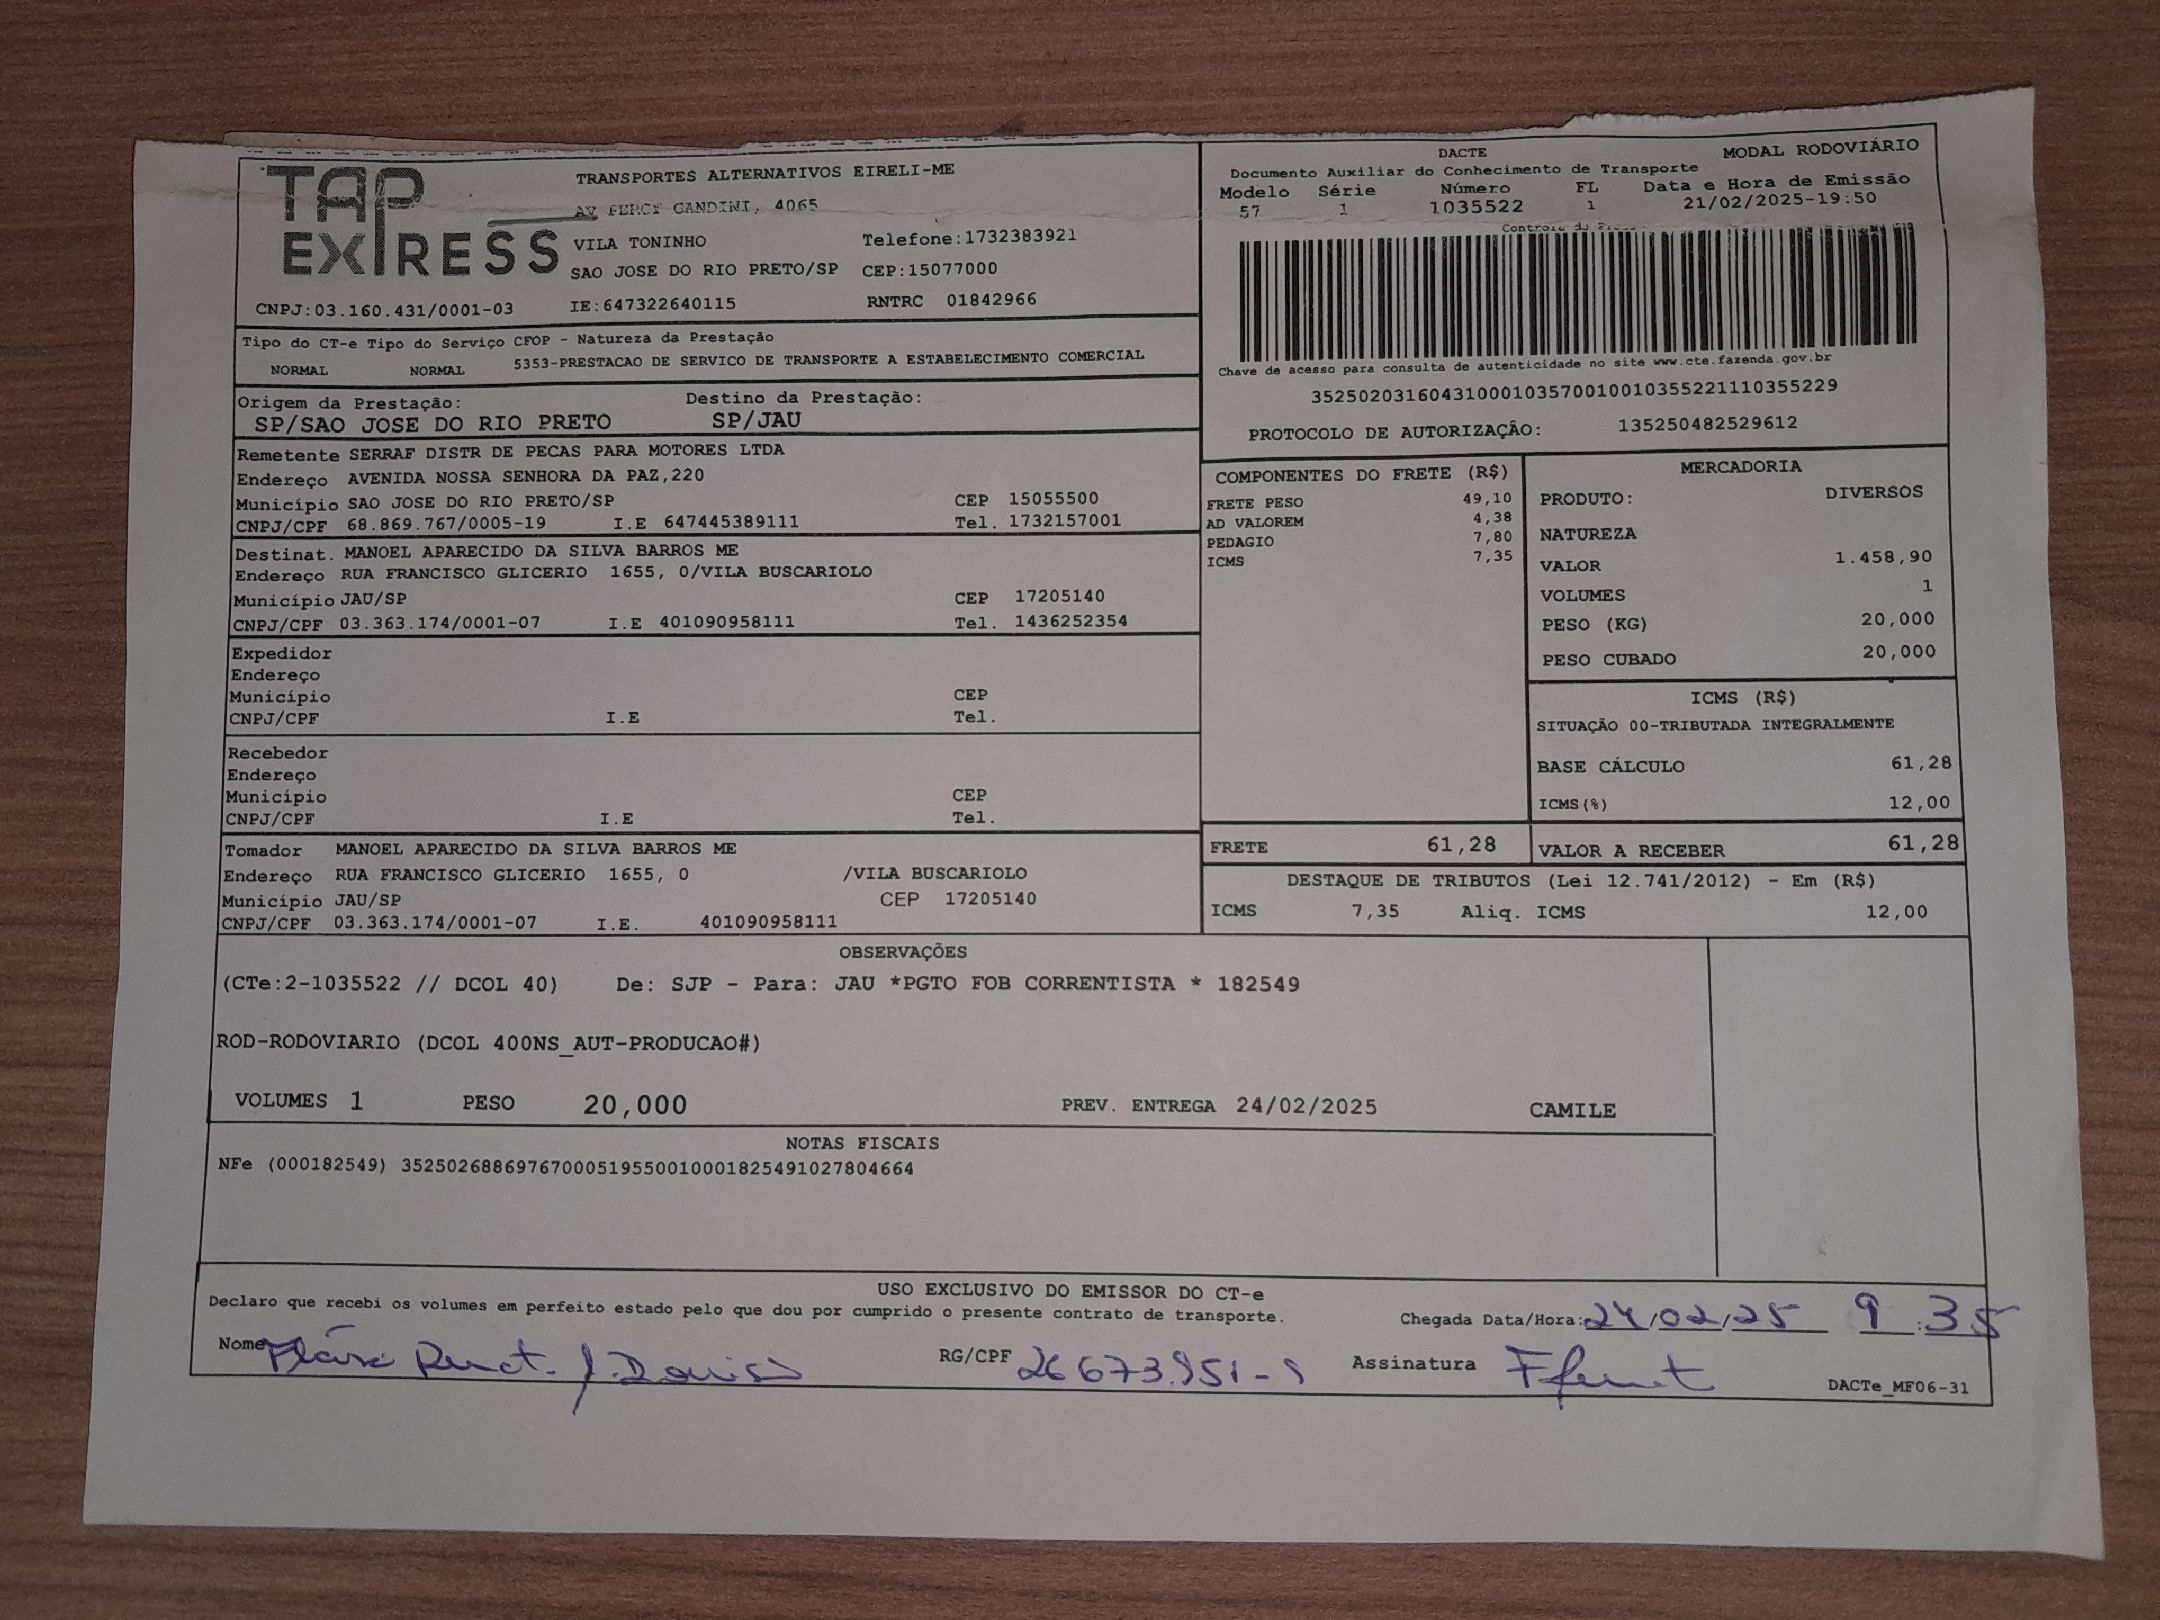 TAP
EXPRESS
TRANSPORTES ALTERNATIVOS EIRELI-ME
AV PERCY GANDINI, 4065
VILA TONINHO Telefone:1732383921
SAO JOSE DO RIO PRETO/SP CEP:15077000
CNPJ:03.160.431/0001-03 IE:647322640115 RNTRC 01842966
DACTE MODAL RODOVIÁRIO
Documento Auxiliar do Conhecimento de Transporte
Modelo Série Número FL Data e Hora de Emissão
57 1 1035522 1 21/02/2025-19:50
Controle do
Chave de acesso para consulta de autenticidade no site www.cte.fazenda.gov.br
35250203160431000103570010010355221110355229
PROTOCOLO DE AUTORIZAÇÂO: 135250482529612
Tipo do CT-e Tipo do Serviço CFOP - Natureza da Prestação
NORMAL NORMAL 5353-PRESTACAO DE SERVICO DE TRANSPORTE A ESTABELECIMENTO COMERCIAL
Origem da Prestação: Destino da Prestação:
SP/SAO JOSE DO RIO PRETO SP/JAU
Remetente SERRAF DISTR DE PECAS PARA MOTORES LTDA
Endereço AVENIDA NOSSA SENHORA DA PAZ,220
Município SAO JOSE DO RIO PRETO/SP CEP 15055500
CNPJ/CPF 68.869.767/0005-19 I.E 647445389111 Tel. 1732157001
Destinat. MANOEL APARECIDO DA SILVA BARROS ME
Endereço RUA FRANCISCO GLICERIO 1655, 0/VILA BUSCARIOLO
Município JAU/SP CEP 17205140
CNPJ/CPF 03.363.174/0001-07 I.E 401090958111 Tel. 1436252354
Expedidor
Endereço
Município CEP
CNPJ/CPF I.E Tel.
Recebedor
Endereço
Município CEP
CNPJ/CPF I.E Tel.
Tomador MANOEL APARECIDO DA SILVA BARROS ME
Endereço RUA FRANCISCO GLICERIO 1655, 0 /VILA BUSCARIOLO
Município JAU/SP CEP 17205140
CNPJ/CPF 03.363.174/0001-07 I.E. 401090958111
COMPONENTES DO FRETE (R$)
FRETE PESO 49,10
AD VALOREM 4,38
PEDAGIO 7,80
ICMS 7,35
FRETE 61,28
MERCADORIA
PRODUTO: DIVERSOS
NATUREZA
VALOR 1.458,90
VOLUMES 1
PESO (KG) 20,000
PESO CUBADO 20,000
ICMS (R$)
SITUAÇÃO 00-TRIBUTADA INTEGRALMENTE
BASE CÁLCULO 61,28
ICMS(%) 12,00
VALOR A RECEBER 61,28
DESTAQUE DE TRIBUTOS (Lei 12.741/2012) - Em (R$)
ICMS 7,35 Aliq. ICMS 12,00
OBSERVAÇÕES
(CTe:2-1035522 // DCOL 40) De: SJP - Para: JAU *PGTO FOB CORRENTISTA * 182549
ROD-RODOVIARIO (DCOL 400NS_AUT-PRODUCAO#)
VOLUMES 1 PESO 20,000 PREV. ENTREGA 24/02/2025 CAMILE
NOTAS FISCAIS
NFe (000182549) 35250268869767000519550010001825491027804664
USO EXCLUSIVO DO EMISSOR DO CT-e
Declaro que recebi os volumes em perfeito estado pelo que dou por cumprido o presente contrato de transporte.
Chegada Data/Hora: 24/02/25 9:35
Nome RG/CPF 26673.951-9 Assinatura
DACTe_MF06-31